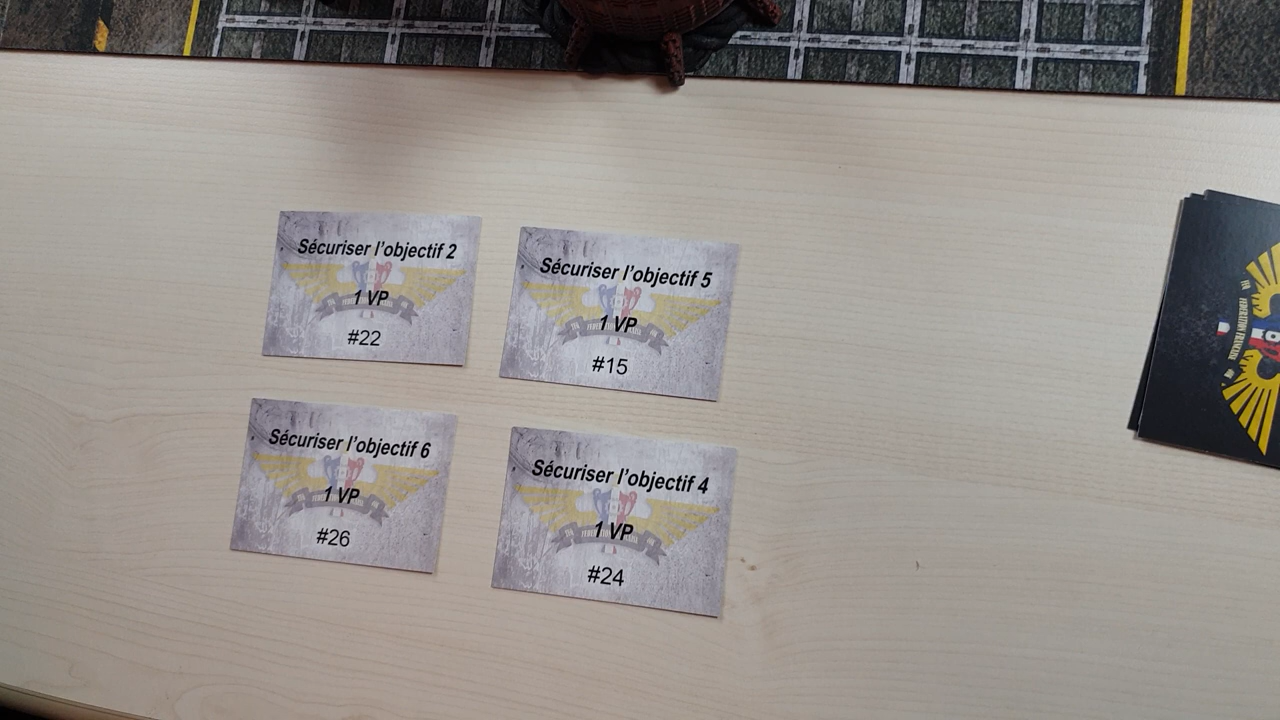 Sécuriser l'objectif 2
1 VP
#22
Sécuriser l'objectif 5
1 VP
#15
Sécuriser l'objectif 6
1 VP
#26
Sécuriser l'objectif 4
1 VP
#24